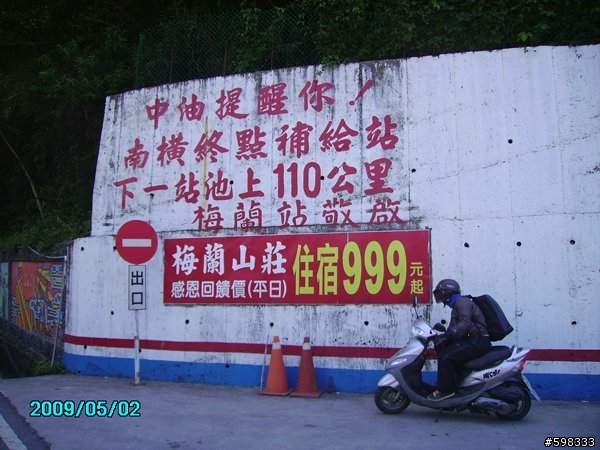 中油提醒你！
南橫終點補給站
下一站池上110公里
梅蘭站警啟
梅蘭山莊
感恩回饋價(平日)
住宿999元起
出口
2009/05/02
#598333